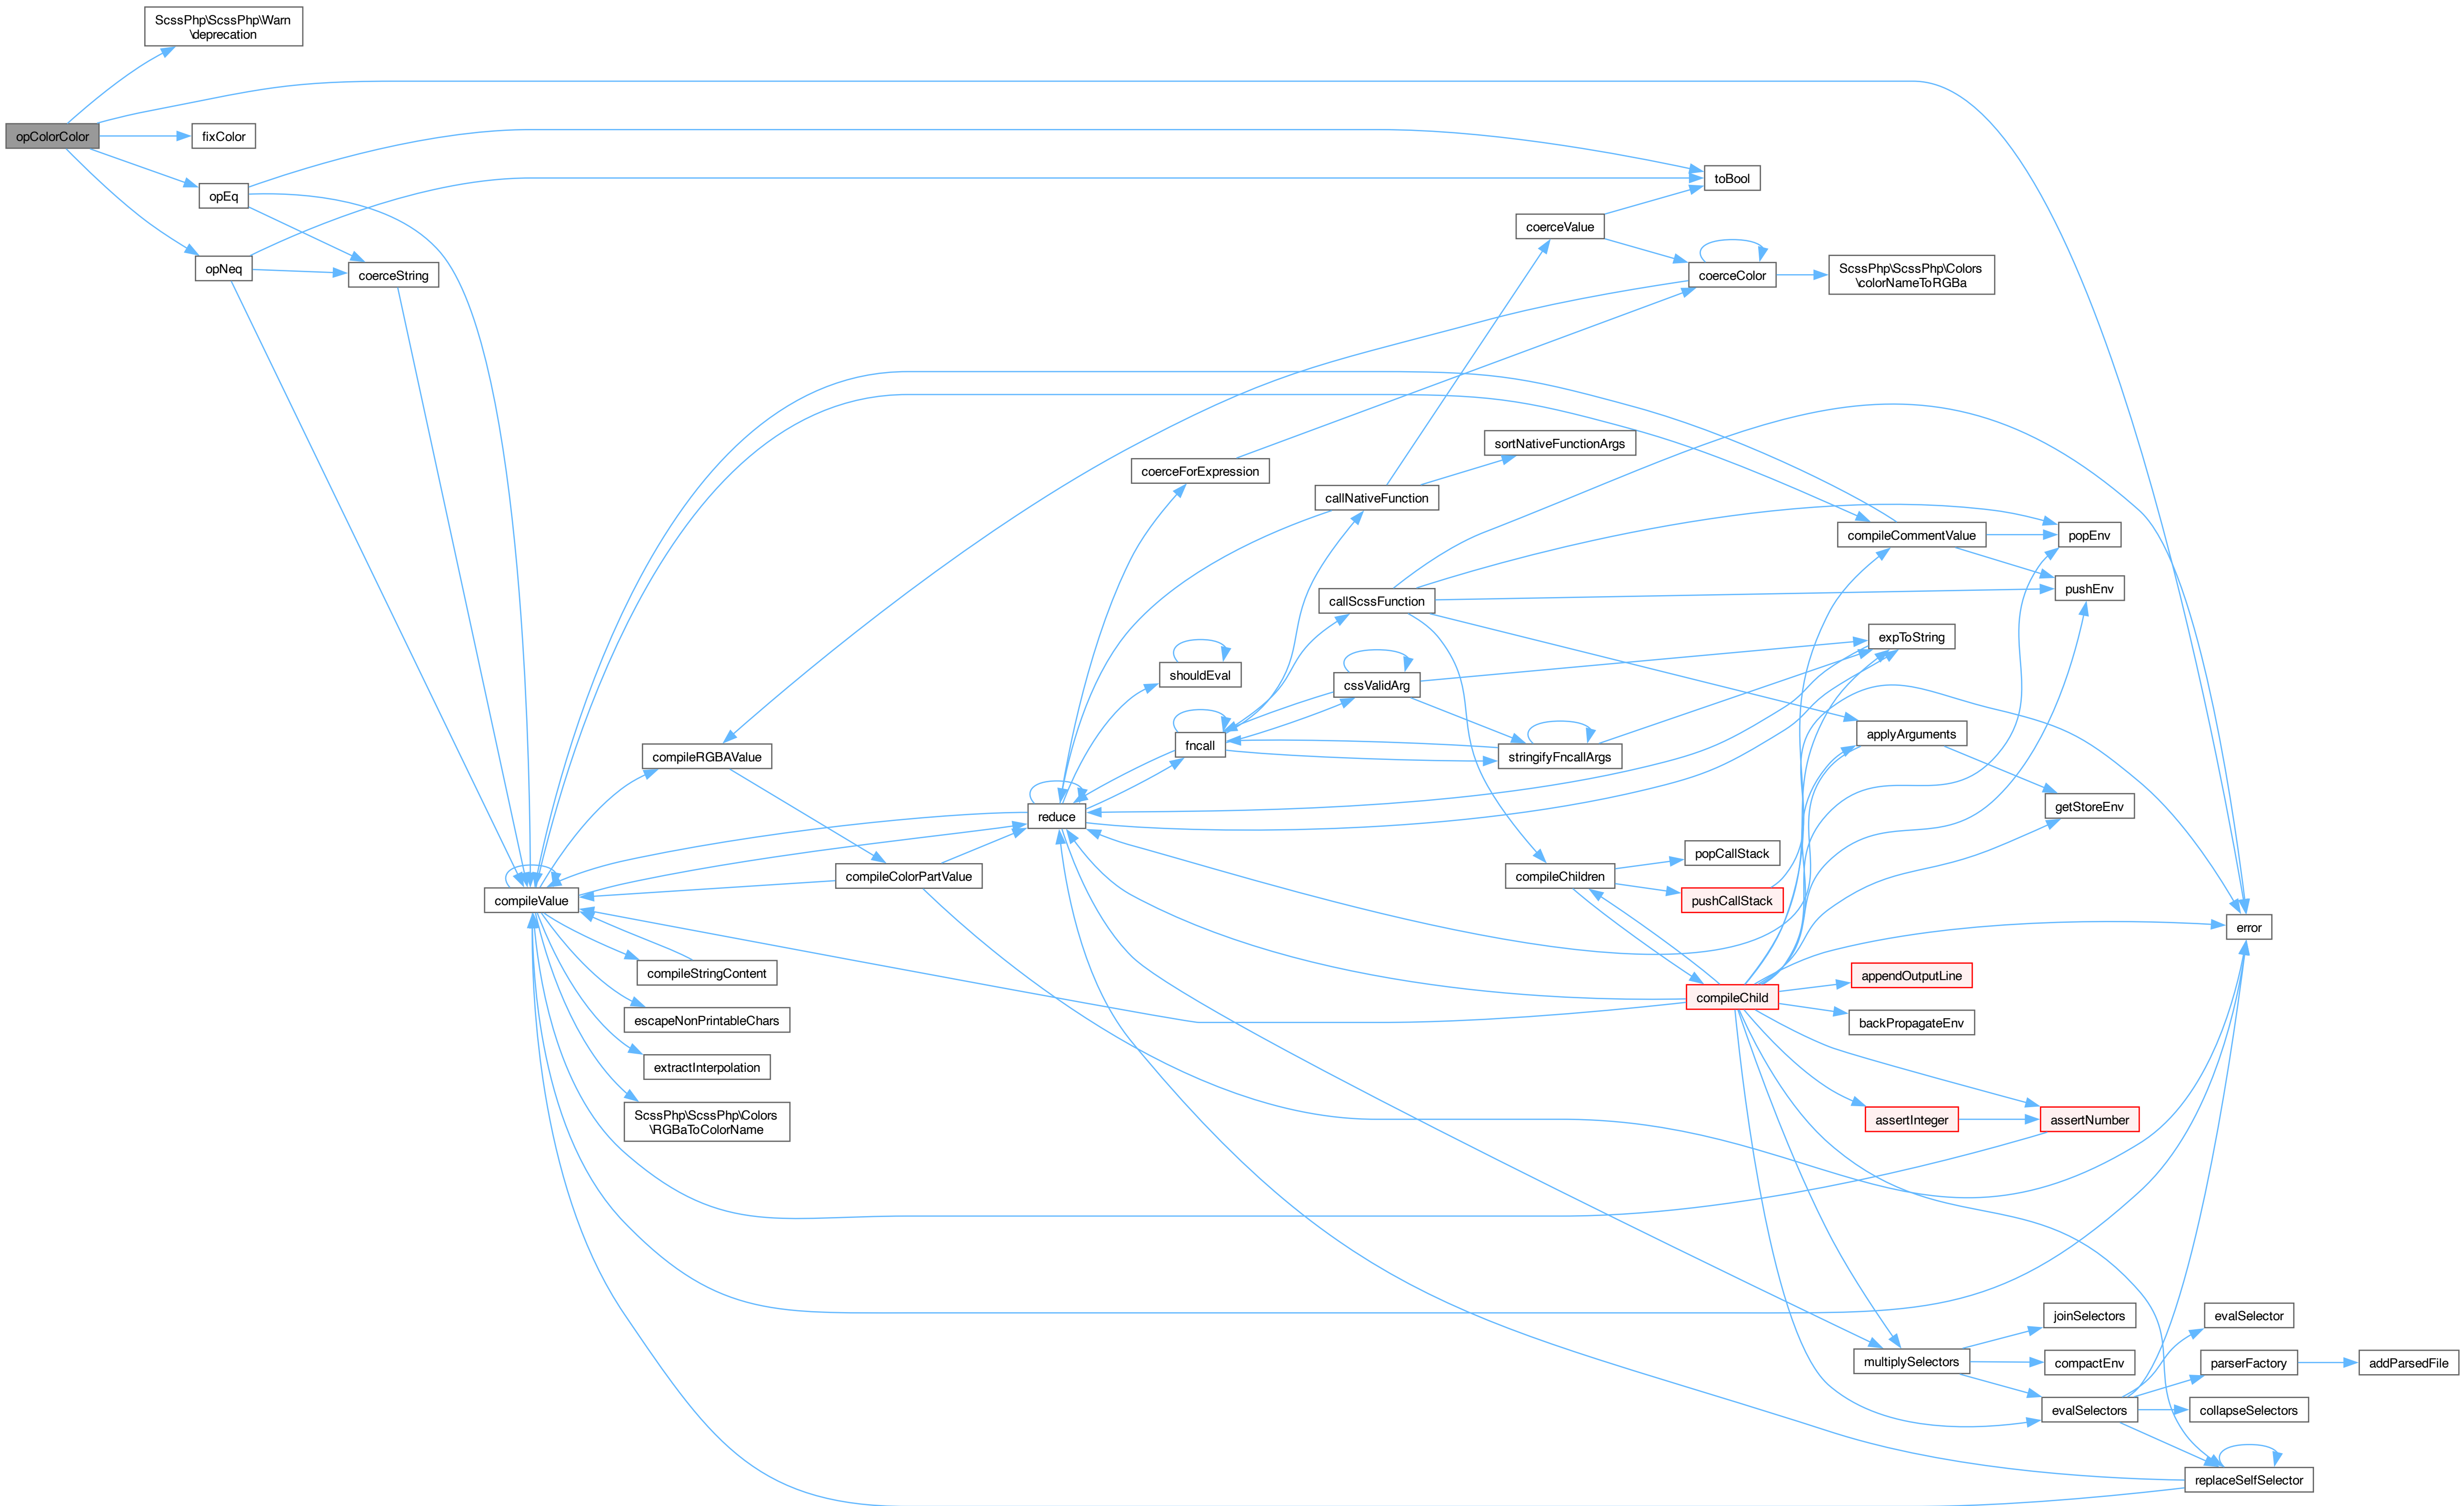 ScssPhp\ScssPhp\Warn
\deprecation
opColorColor
fixColor
opEq
opNeq
coerceString
toBool
coerceValue
coerceColor
ScssPhp\ScssPhp\Colors
\colorNameToRGBa
sortNativeFunctionArgs
coerceForExpression
callNativeFunction
compileCommentValue
popEnv
pushEnv
callScssFunction
expToString
shouldEval
cssValidArg
applyArguments
fncall
stringifyFncallArgs
compileRGBAValue
getStoreEnv
reduce
popCallStack
compileChildren
compileColorPartValue
pushCallStack
compileValue
error
compileStringContent
appendOutputLine
compileChild
escapeNonPrintableChars
backPropagateEnv
extractInterpolation
assertInteger
assertNumber
ScssPhp\ScssPhp\Colors
\RGBaToColorName
joinSelectors
evalSelector
multiplySelectors
compactEnv
parserFactory
addParsedFile
evalSelectors
collapseSelectors
replaceSelfSelector